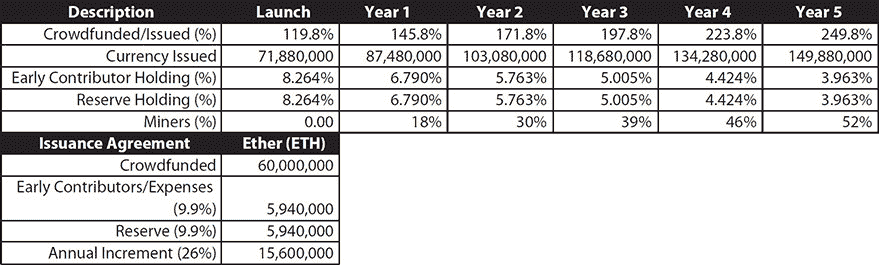 Description Launch Year 1 Year 2 Year 3 Year 4 Year 5
Crowdfunded/Issued (%) 119.8% 145.8% 171.8% 197.8% 223.8% 249.8%
Currency Issued 71,880,000 87,480,000 103,080,000 118,680,000 134,280,000 149,880,000
Early Contributor Holding (%) 8.264% 6.790% 5.763% 5.005% 4.424% 3.963%
Reserve Holding (%) 8.264% 6.790% 5.763% 5.005% 4.424% 3.963%
Miners (%) 0.00 18% 30% 39% 46% 52%
Issuance Agreement Ether (ETH)
Crowdfunded 60,000,000
Early Contributors/Expenses
(9.9%) 5,940,000
Reserve (9.9%) 5,940,000
Annual Increment (26%) 15,600,000